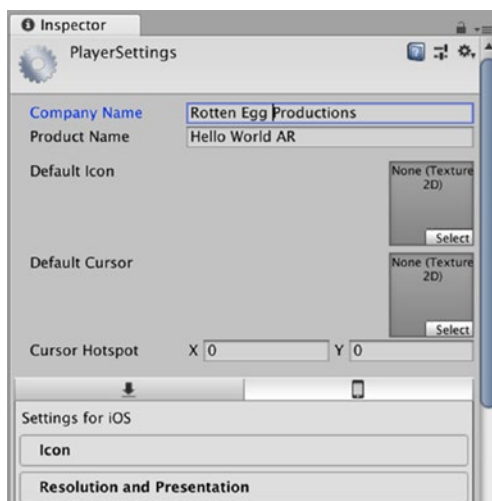 Inspector
PlayerSettings
Company Name Rotten Egg Productions
Product Name Hello World AR
Default Icon None (Texture
2D)
Select
Default Cursor None (Texture
2D)
Select
Cursor Hotspot X 0 Y 0
Settings for iOS
Icon
Resolution and Presentation